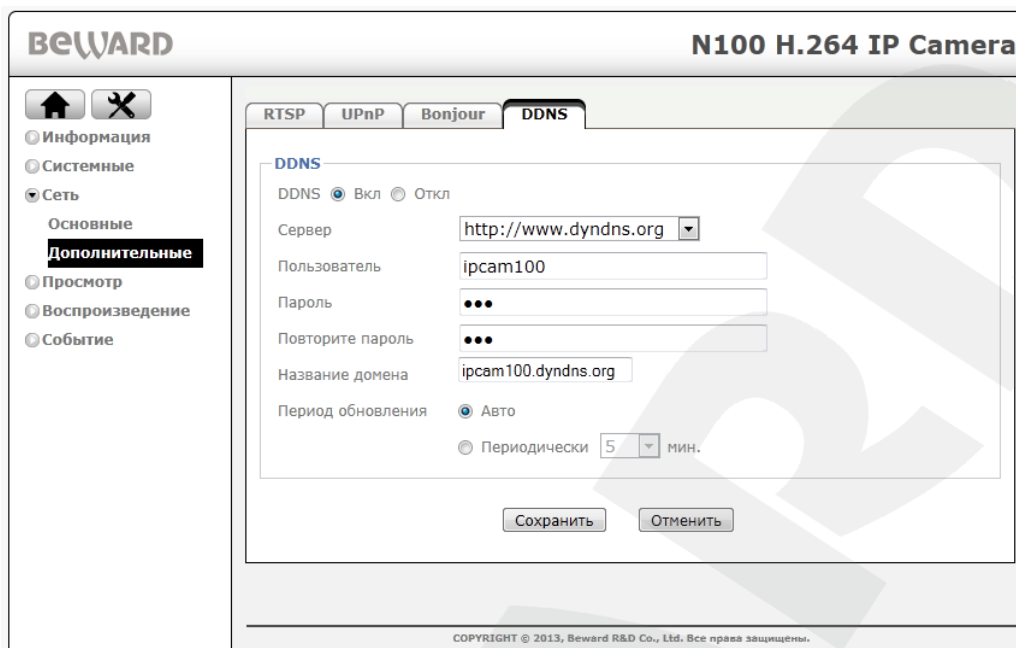 BEWARD
N100 H.264 IP Camera
Информация
Системные
Сеть
Основные
Дополнительные
Просмотр
Воспроизведение
Событие
RTSP UPnP Bonjour DDNS
DDNS
DDNS Вкл Откл
Сервер http://www.dyndns.org
Пользователь ipcam100
Пароль •••
Повторите пароль •••
Название домена ipcam100.dyndns.org
Период обновления Авто
Периодически 5 мин.
Сохранить Отменить
COPYRIGHT © 2013, Beward R&D Co., Ltd. Все права защищены.